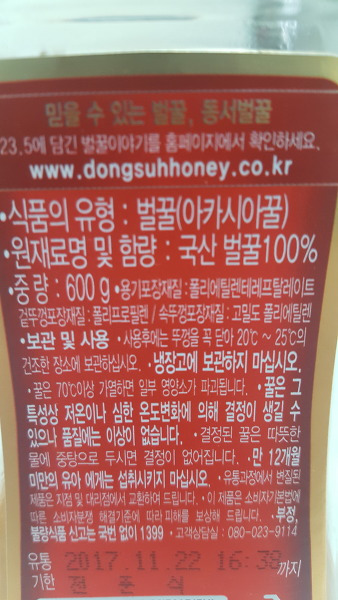 믿을 수 있는 벌꿀, 동서벌꿀
23.5에 담긴 벌꿀이야기를 홈페이지에서 확인하세요.
www.dongsuhhoney.co.kr
•식품의 유형 : 벌꿀(아카시아꿀)
•원재료명 및 함량 : 국산 벌꿀100%
•중량 : 600g •용기포장재질 : 폴리에틸렌테레프탈레이트
겉뚜껑포장재질 : 폴리프로필렌 / 속뚜껑포장재질 : 고밀도 폴리에틸렌
•보관 및 사용 •사용후에는 뚜껑을 꼭 닫아 20℃ ~ 25℃의
건조한 장소에 보관하십시오. •냉장고에 보관하지 마십시오.
•꿀은 70℃이상 가열하면 일부 영양소가 파괴됩니다. •꿀은 그
특성상 저온이나 심한 온도변화에 의해 결정이 생길 수
있으나 품질에는 이상이 없습니다. •결정된 꿀은 따뜻한
물에 중탕으로 두시면 결정이 없어집니다. •만 12개월
미만의 유아 에게는 섭취시키지 마십시오. •유통과정에서 변질된
제품은 지점 및 대리점에서 교환하여 드립니다. •이 제품은 소비자기본법에
따른 소비자분쟁 해결기준에 따라 피해를 보상해 드립니다. •부정,
불량식품 신고는 국번 없이 1399 •고객상담실 : 080-023-9114
유통 2017.11.22 16:38 까지
기한 전 준 식